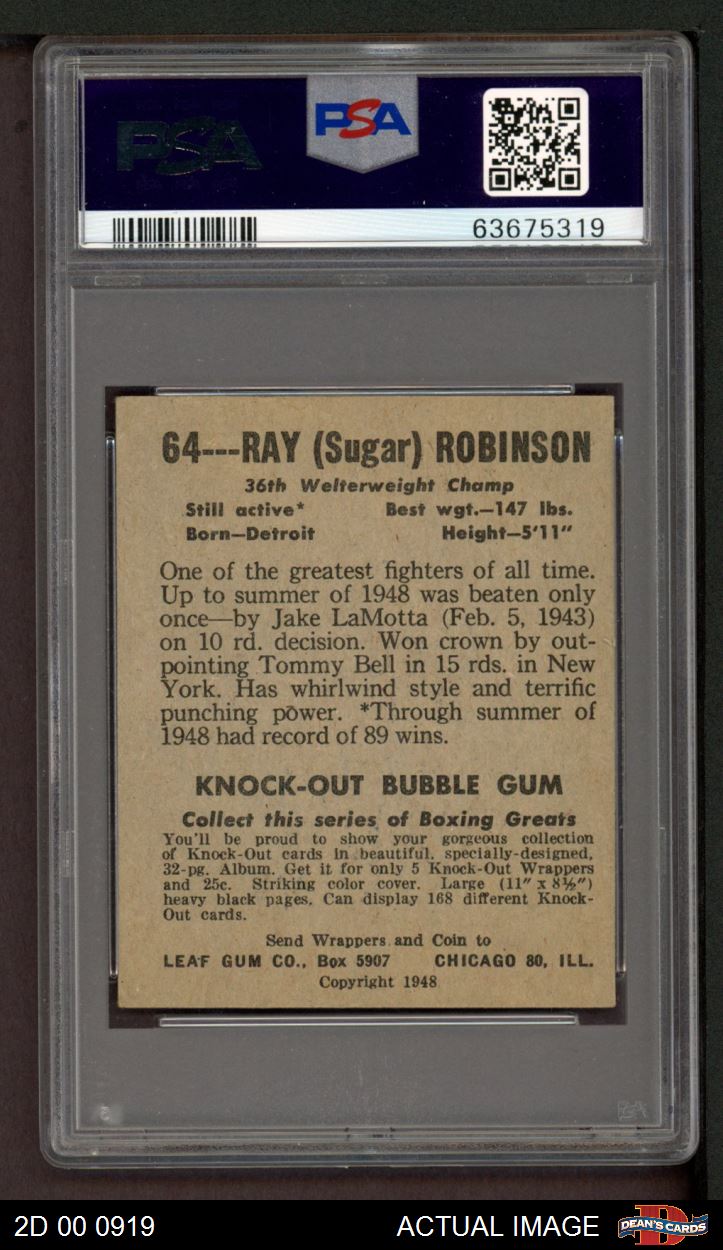 PSA
PSA
63675319
64---RAY (Sugar) ROBINSON
36th Welterweight Champ
Still active* Best wgt.—147 lbs.
Born—Detroit Height—5'11"
One of the greatest fighters of all time.
Up to summer of 1948 was beaten only
once—by Jake LaMotta (Feb. 5, 1943)
on 10 rd. decision. Won crown by out-
pointing Tommy Bell in 15 rds. in New
York. Has whirlwind style and terrific
punching power. *Through summer of
1948 had record of 89 wins.
KNOCK-OUT BUBBLE GUM
Collect this series of Boxing Greats
You'll be proud to show your gorgeous collection
of Knock-Out cards in beautiful, specially-designed,
32-pg. Album. Get it for only 5 Knock-Out Wrappers
and 25c. Striking color cover. Large (11" x 8½")
heavy black pages. Can display 168 different Knock-
Out cards.
Send Wrappers and Coin to
LEAF GUM CO., Box 5907 CHICAGO 80, ILL.
Copyright 1948
PSA
2D 00 0919 ACTUAL IMAGE DEAN'S CARDS